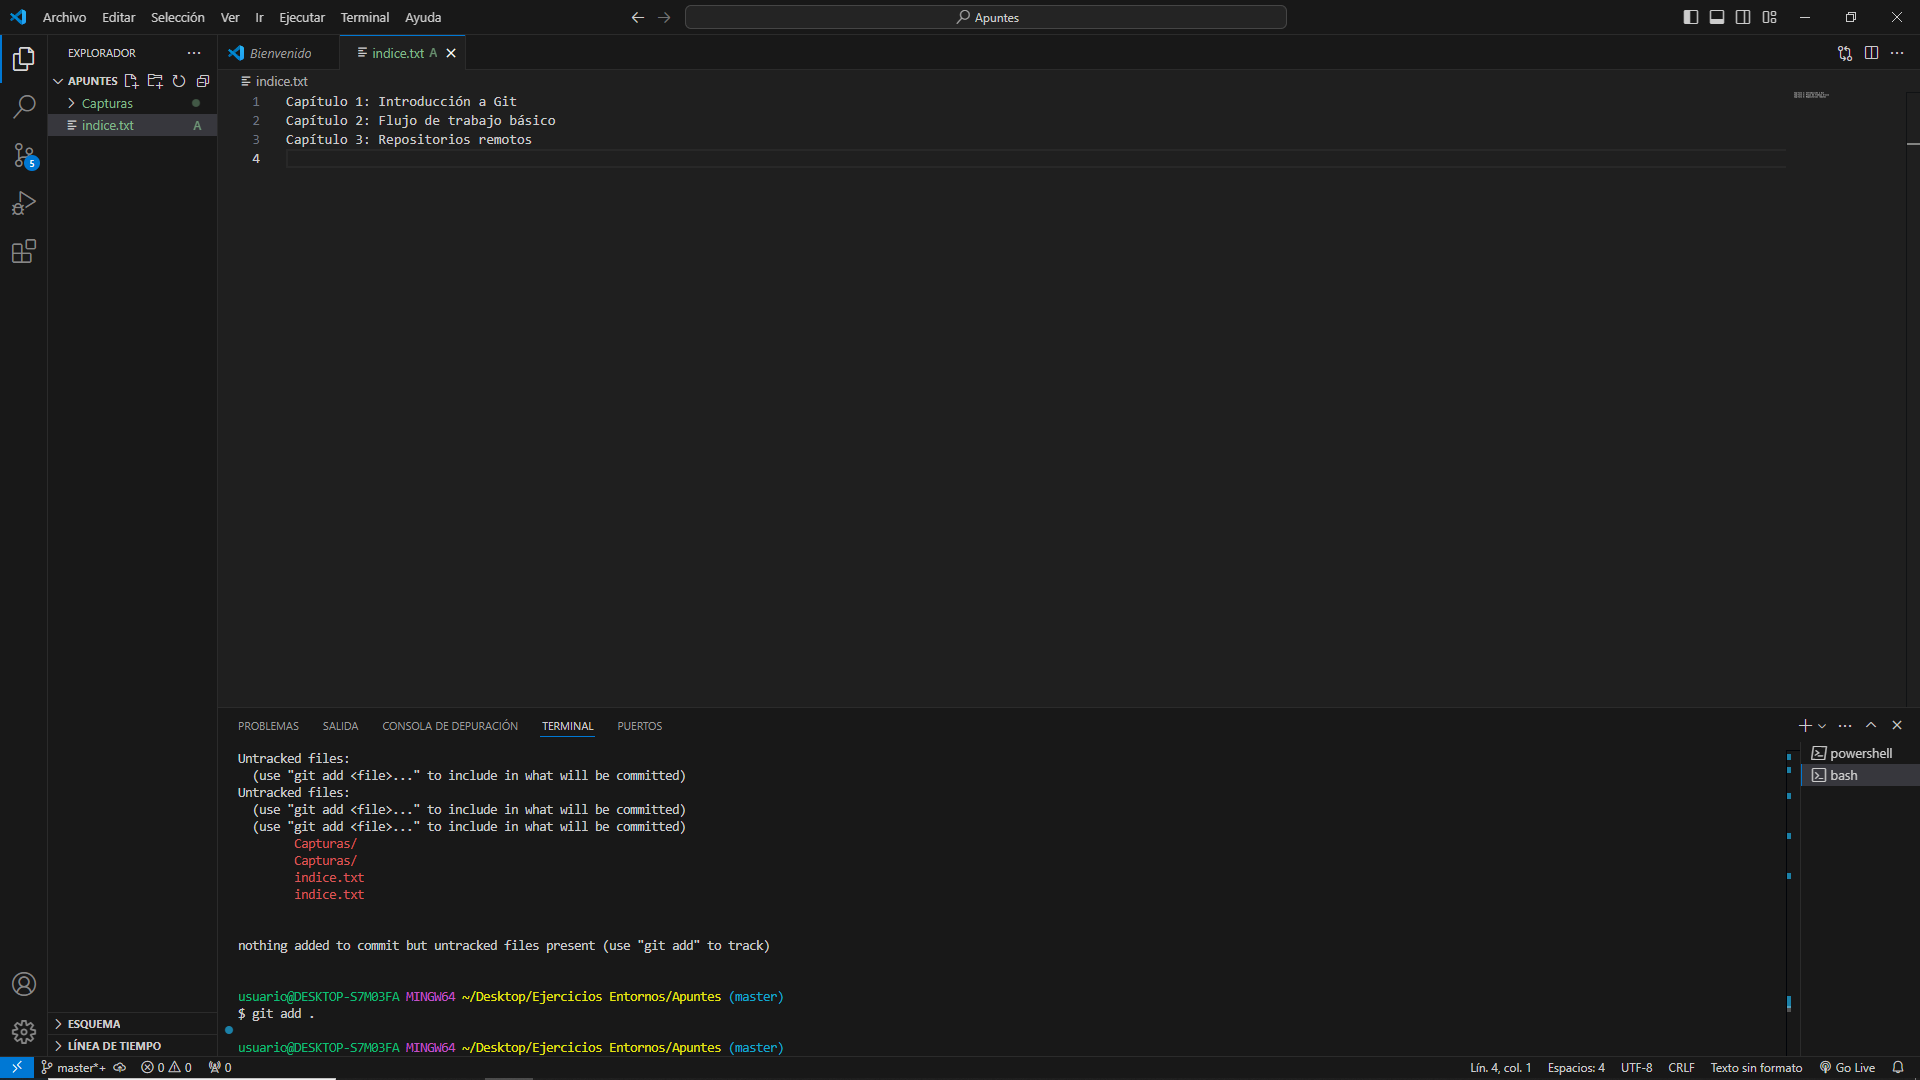 Archivo Editar Selección Ver Ir Ejecutar Terminal Ayuda
Apuntes
EXPLORADOR
Bienvenido
indice.txt A
APUNTES
indice.txt
Capturas
indice.txt A
1 Capítulo 1: Introducción a Git
2 Capítulo 2: Flujo de trabajo básico
3 Capítulo 3: Repositorios remotos
4
5
PROBLEMAS SALIDA CONSOLA DE DEPURACIÓN TERMINAL PUERTOS
powershell
bash
Untracked files:
(use "git add <file>..." to include in what will be committed)
Untracked files:
(use "git add <file>..." to include in what will be committed)
(use "git add <file>..." to include in what will be committed)
Capturas/
Capturas/
indice.txt
indice.txt
nothing added to commit but untracked files present (use "git add" to track)
usuario@DESKTOP-S7M03FA MINGW64 ~/Desktop/Ejercicios Entornos/Apuntes (master)
$ git add .
usuario@DESKTOP-S7M03FA MINGW64 ~/Desktop/Ejercicios Entornos/Apuntes (master)
ESQUEMA
LÍNEA DE TIEMPO
master*+ 0 0 0
Lín. 4, col. 1 Espacios: 4 UTF-8 CRLF Texto sin formato Go Live